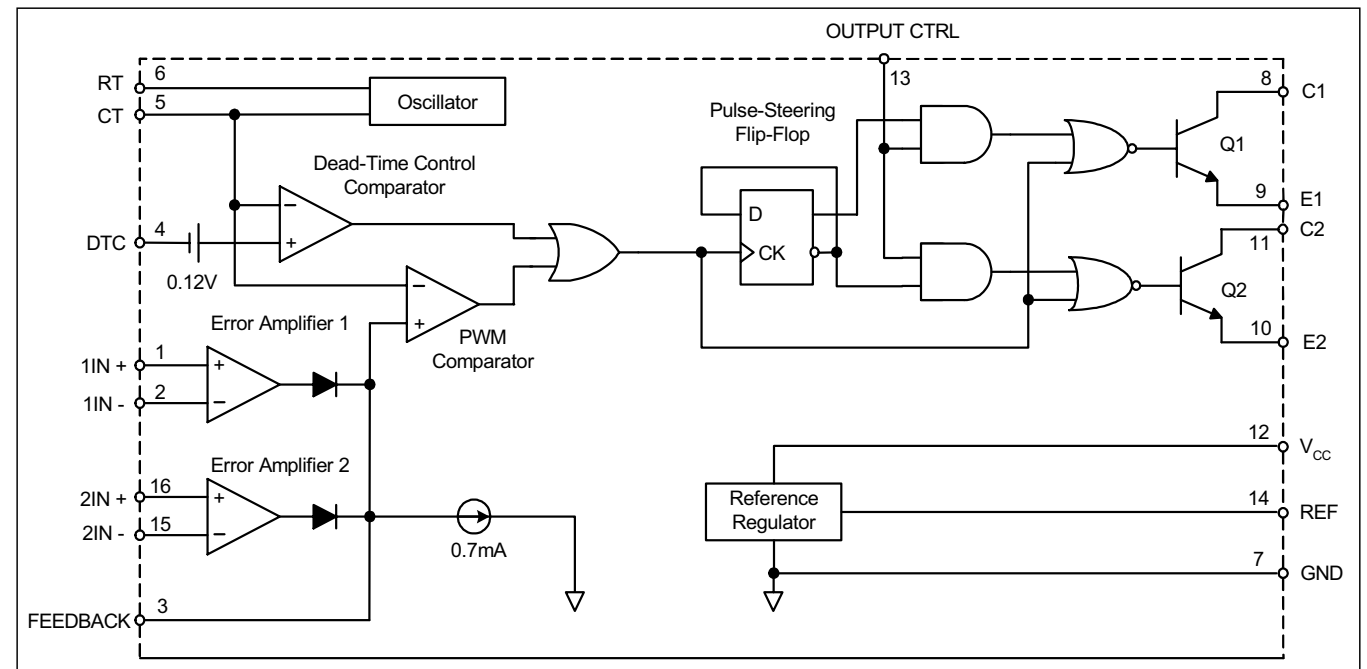 OUTPUT CTRL
13
RT 6
CT 5
Oscillator
Pulse-Steering
Flip-Flop
8 C1
Q1
9 E1
Dead-Time Control
Comparator
−
+
DTC 4
0.12V
D
CK
C2
11
Q2
10 E2
−
+
PWM
Comparator
Error Amplifier 1
1IN + 1
+
1IN - 2
−
Error Amplifier 2
2IN + 16
+
2IN - 15
−
0.7mA
FEEDBACK 3
12 VCC
Reference
Regulator
14 REF
7 GND